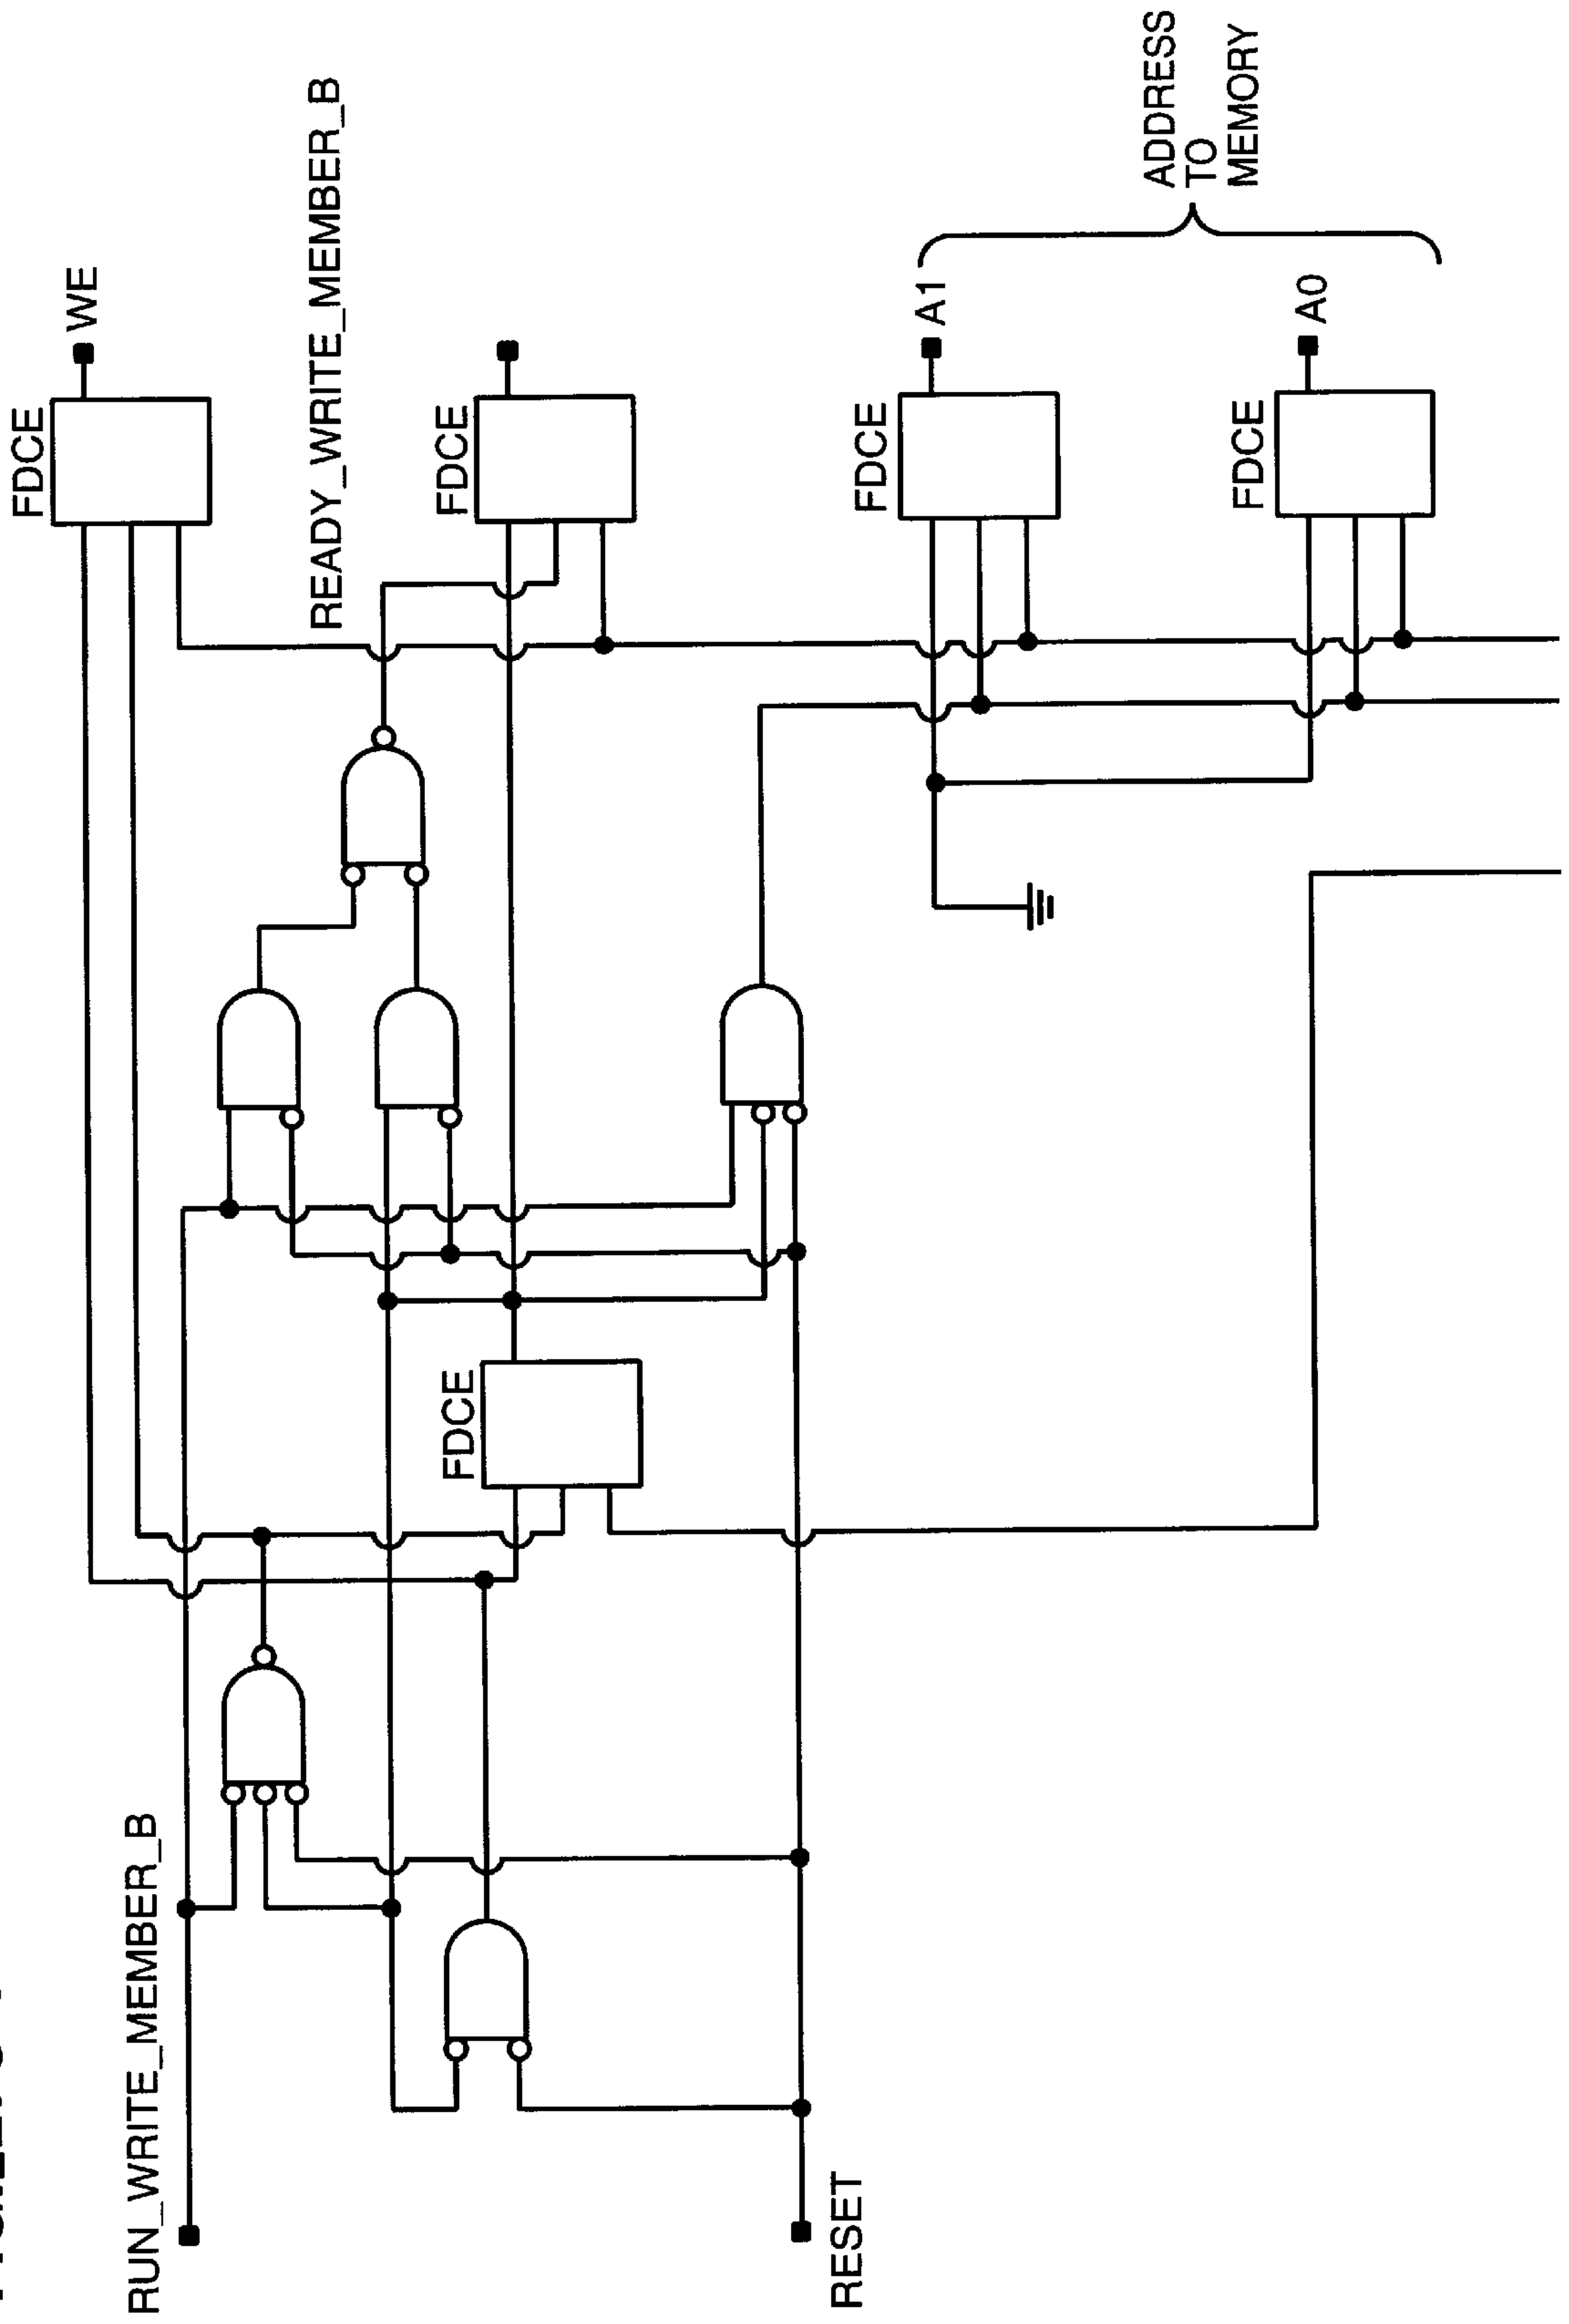 RUN_WRITE_MEMBER_B
RESET
FDCE
FDCE
WE
READY_WRITE_MEMBER_B
FDCE
FDCE
A1
FDCE
A0
ADDRESS
TO
MEMORY